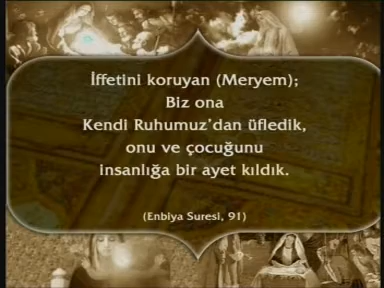 İffetini koruyan (Meryem);
Biz ona
Kendi Ruhumuz'dan üfledik,
onu ve çocuğunu
insanlığa bir ayet kıldık.
(Enbiya Suresi, 91)